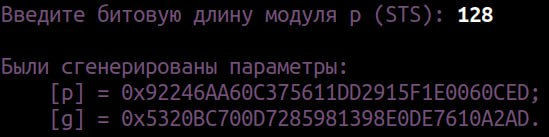 Введите битовую длину модуля p (STS): 128
Были сгенерированы параметры:
[p] = 0x92246AA60C375611DD2915F1E0060CED;
[g] = 0x5320BC700D7285981398E0DE7610A2AD.